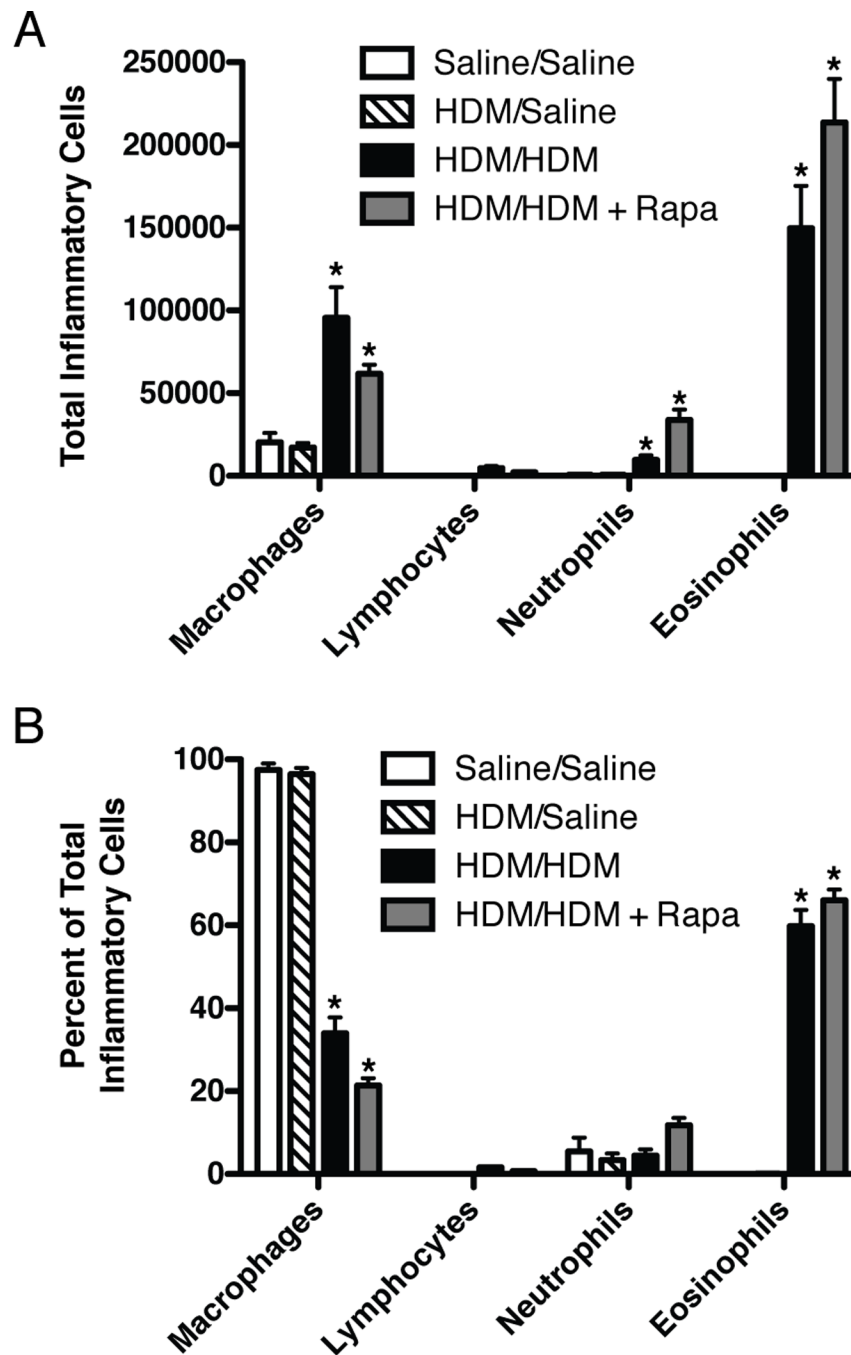 A
Total Inflammatory Cells
250000
200000
150000
100000
50000
0
Saline/Saline
HDM/Saline
HDM/HDM
HDM/HDM + Rapa
*
*
*
*
*
*
Macrophages
Lymphocytes
Neutrophils
Eosinophils
B
Percent of Total
Inflammatory Cells
100
80
60
40
20
0
Saline/Saline
HDM/Saline
HDM/HDM
HDM/HDM + Rapa
*
*
*
*
Macrophages
Lymphocytes
Neutrophils
Eosinophils